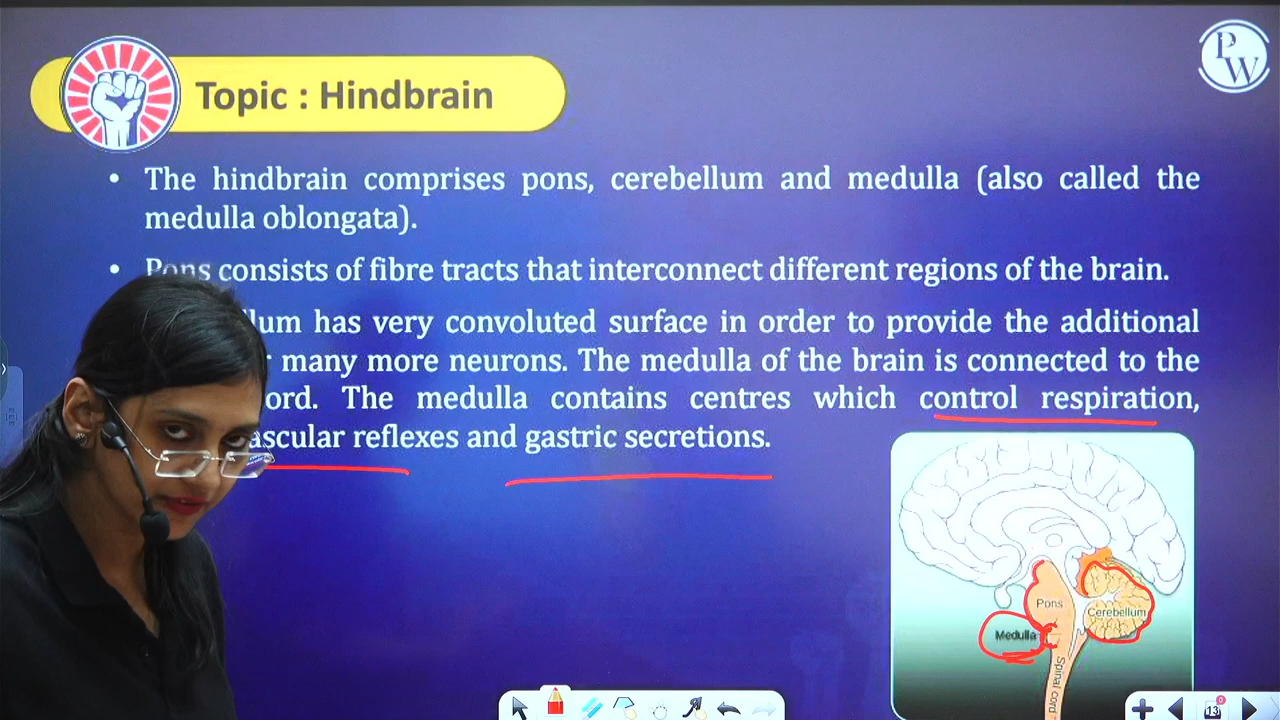 PW
Topic : Hindbrain
• The hindbrain comprises pons, cerebellum and medulla (also called the
medulla oblongata).
• Pons consists of fibre tracts that interconnect different regions of the brain.
has very convoluted surface in order to provide the additional
many more neurons. The medulla of the brain is connected to the
The medulla contains centres which control respiration,
reflexes and gastric secretions.
Pons
Cerebellum
Medulla
Spinal cord
13